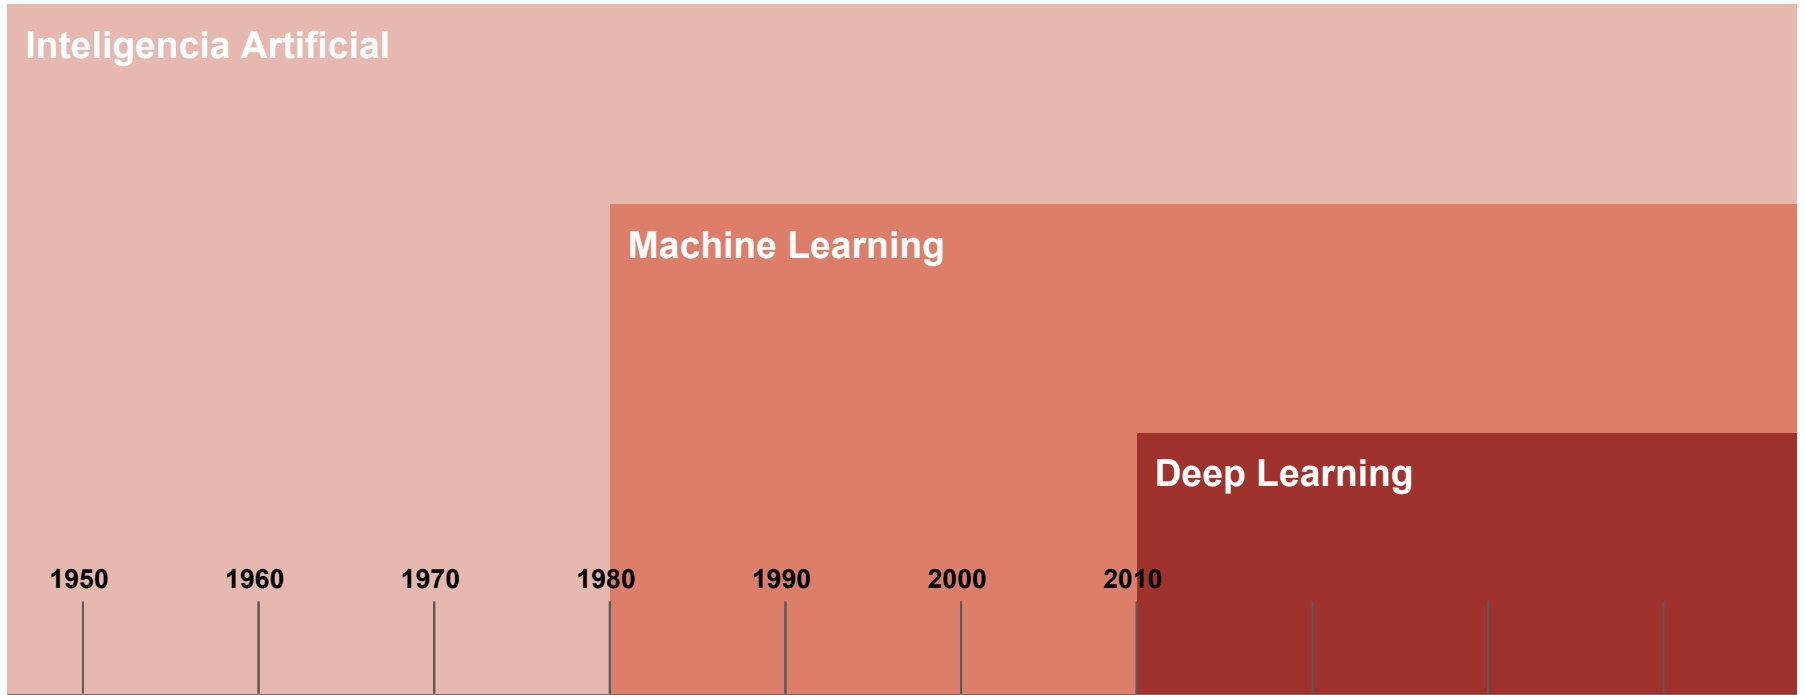 Inteligencia Artificial
Machine Learning
Deep Learning
1950 1960 1970 1980 1990 2000 2010